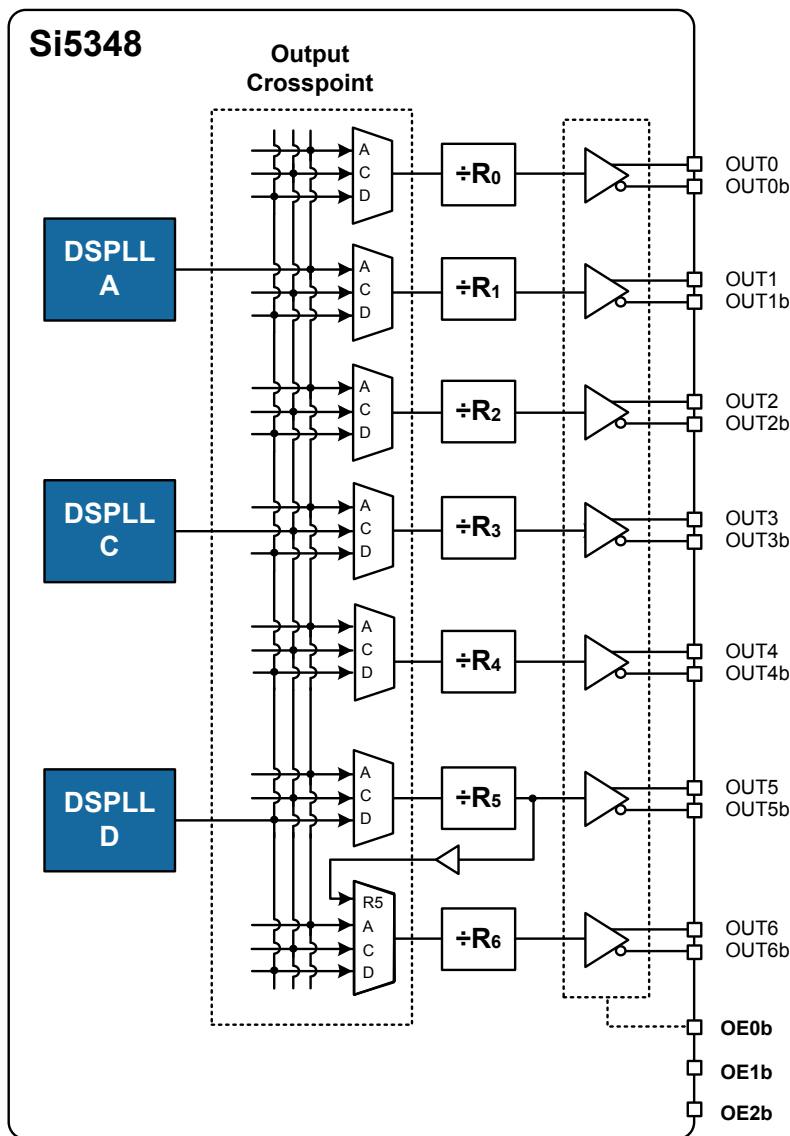 Si5348
Output
Crosspoint
A
C
D
÷R0
OUT0
OUT0b
DSPLL
A
A
C
D
÷R1
OUT1
OUT1b
A
C
D
÷R2
OUT2
OUT2b
DSPLL
C
A
C
D
÷R3
OUT3
OUT3b
A
C
D
÷R4
OUT4
OUT4b
DSPLL
D
A
C
D
÷R5
OUT5
OUT5b
R5
A
C
D
÷R6
OUT6
OUT6b
OE0b
OE1b
OE2b